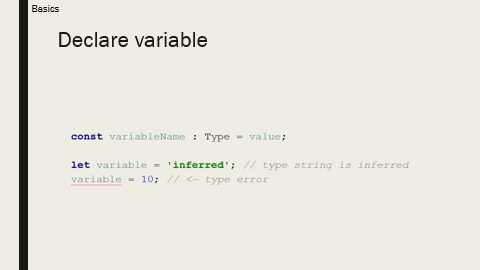 Basics
Declare variable
const variableName : Type = value;
let variable = 'inferred'; // type string is inferred
variable = 10; // <- type error